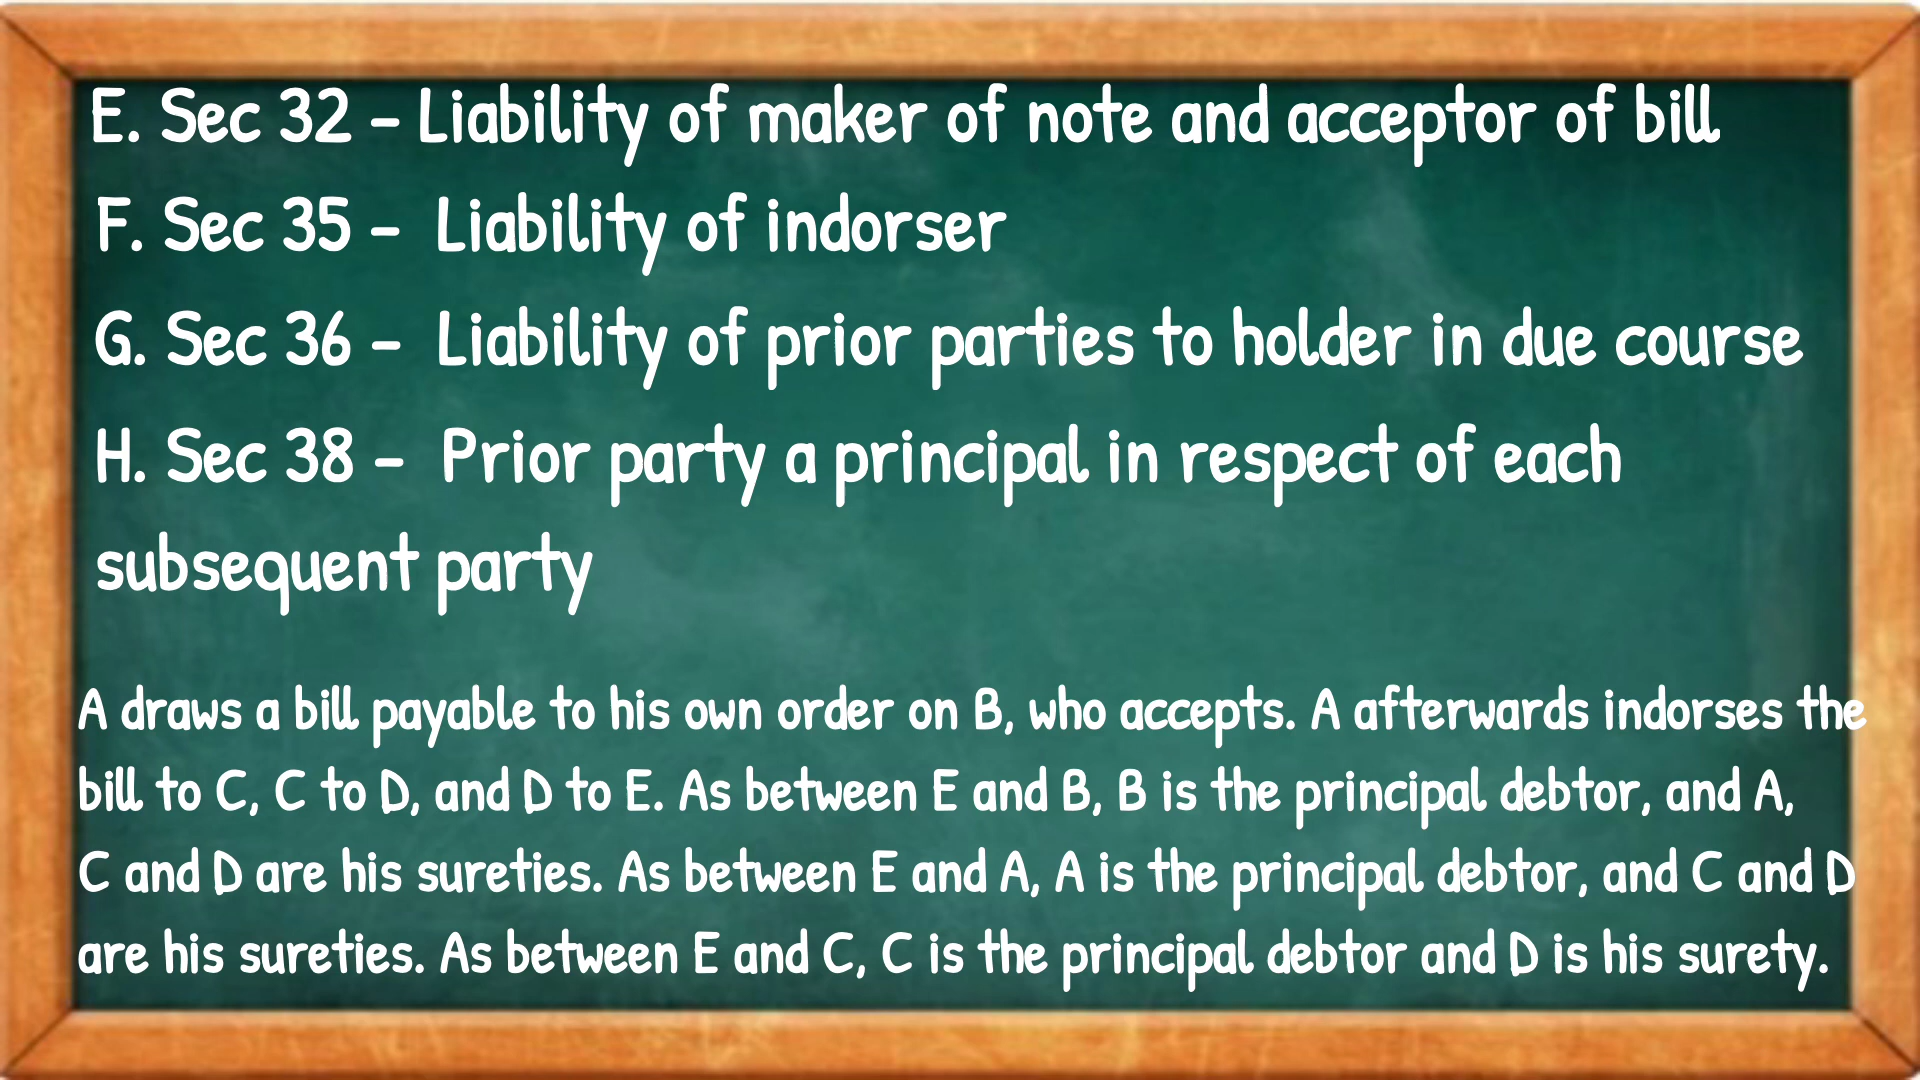 E. Sec 32 - Liability of maker of note and acceptor of bill
F. Sec 35 - Liability of indorser
G. Sec 36 - Liability of prior parties to holder in due course
H. Sec 38 - Prior party a principal in respect of each
subsequent party
A draws a bill payable to his own order on B, who accepts. A afterwards indorses the
bill to C, C to D, and D to E. As between E and B, B is the principal debtor, and A,
C and D are his sureties. As between E and A, A is the principal debtor, and C and D
are his sureties. As between E and C, C is the principal debtor and D is his surety.